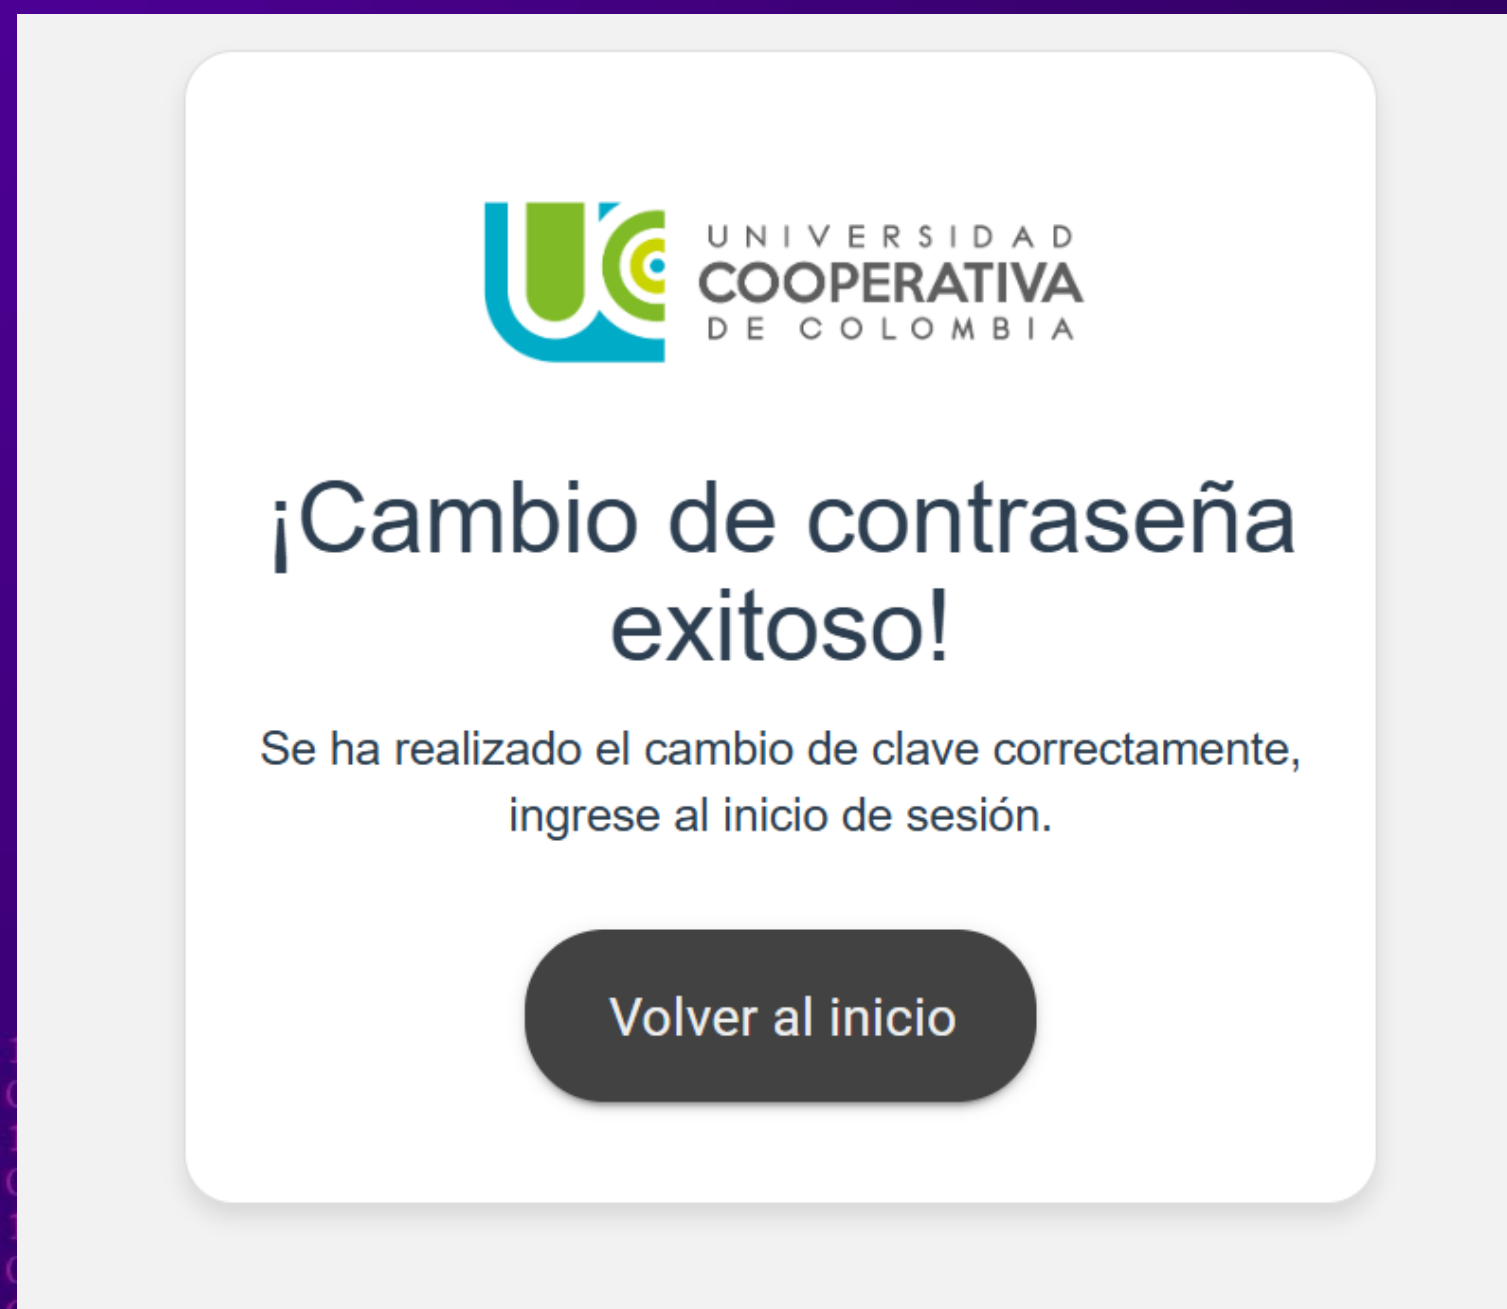 UNIVERSIDAD
COOPERATIVA
DE COLOMBIA
¡Cambio de contraseña
exitoso!
Se ha realizado el cambio de clave correctamente,
ingrese al inicio de sesión.
Volver al inicio